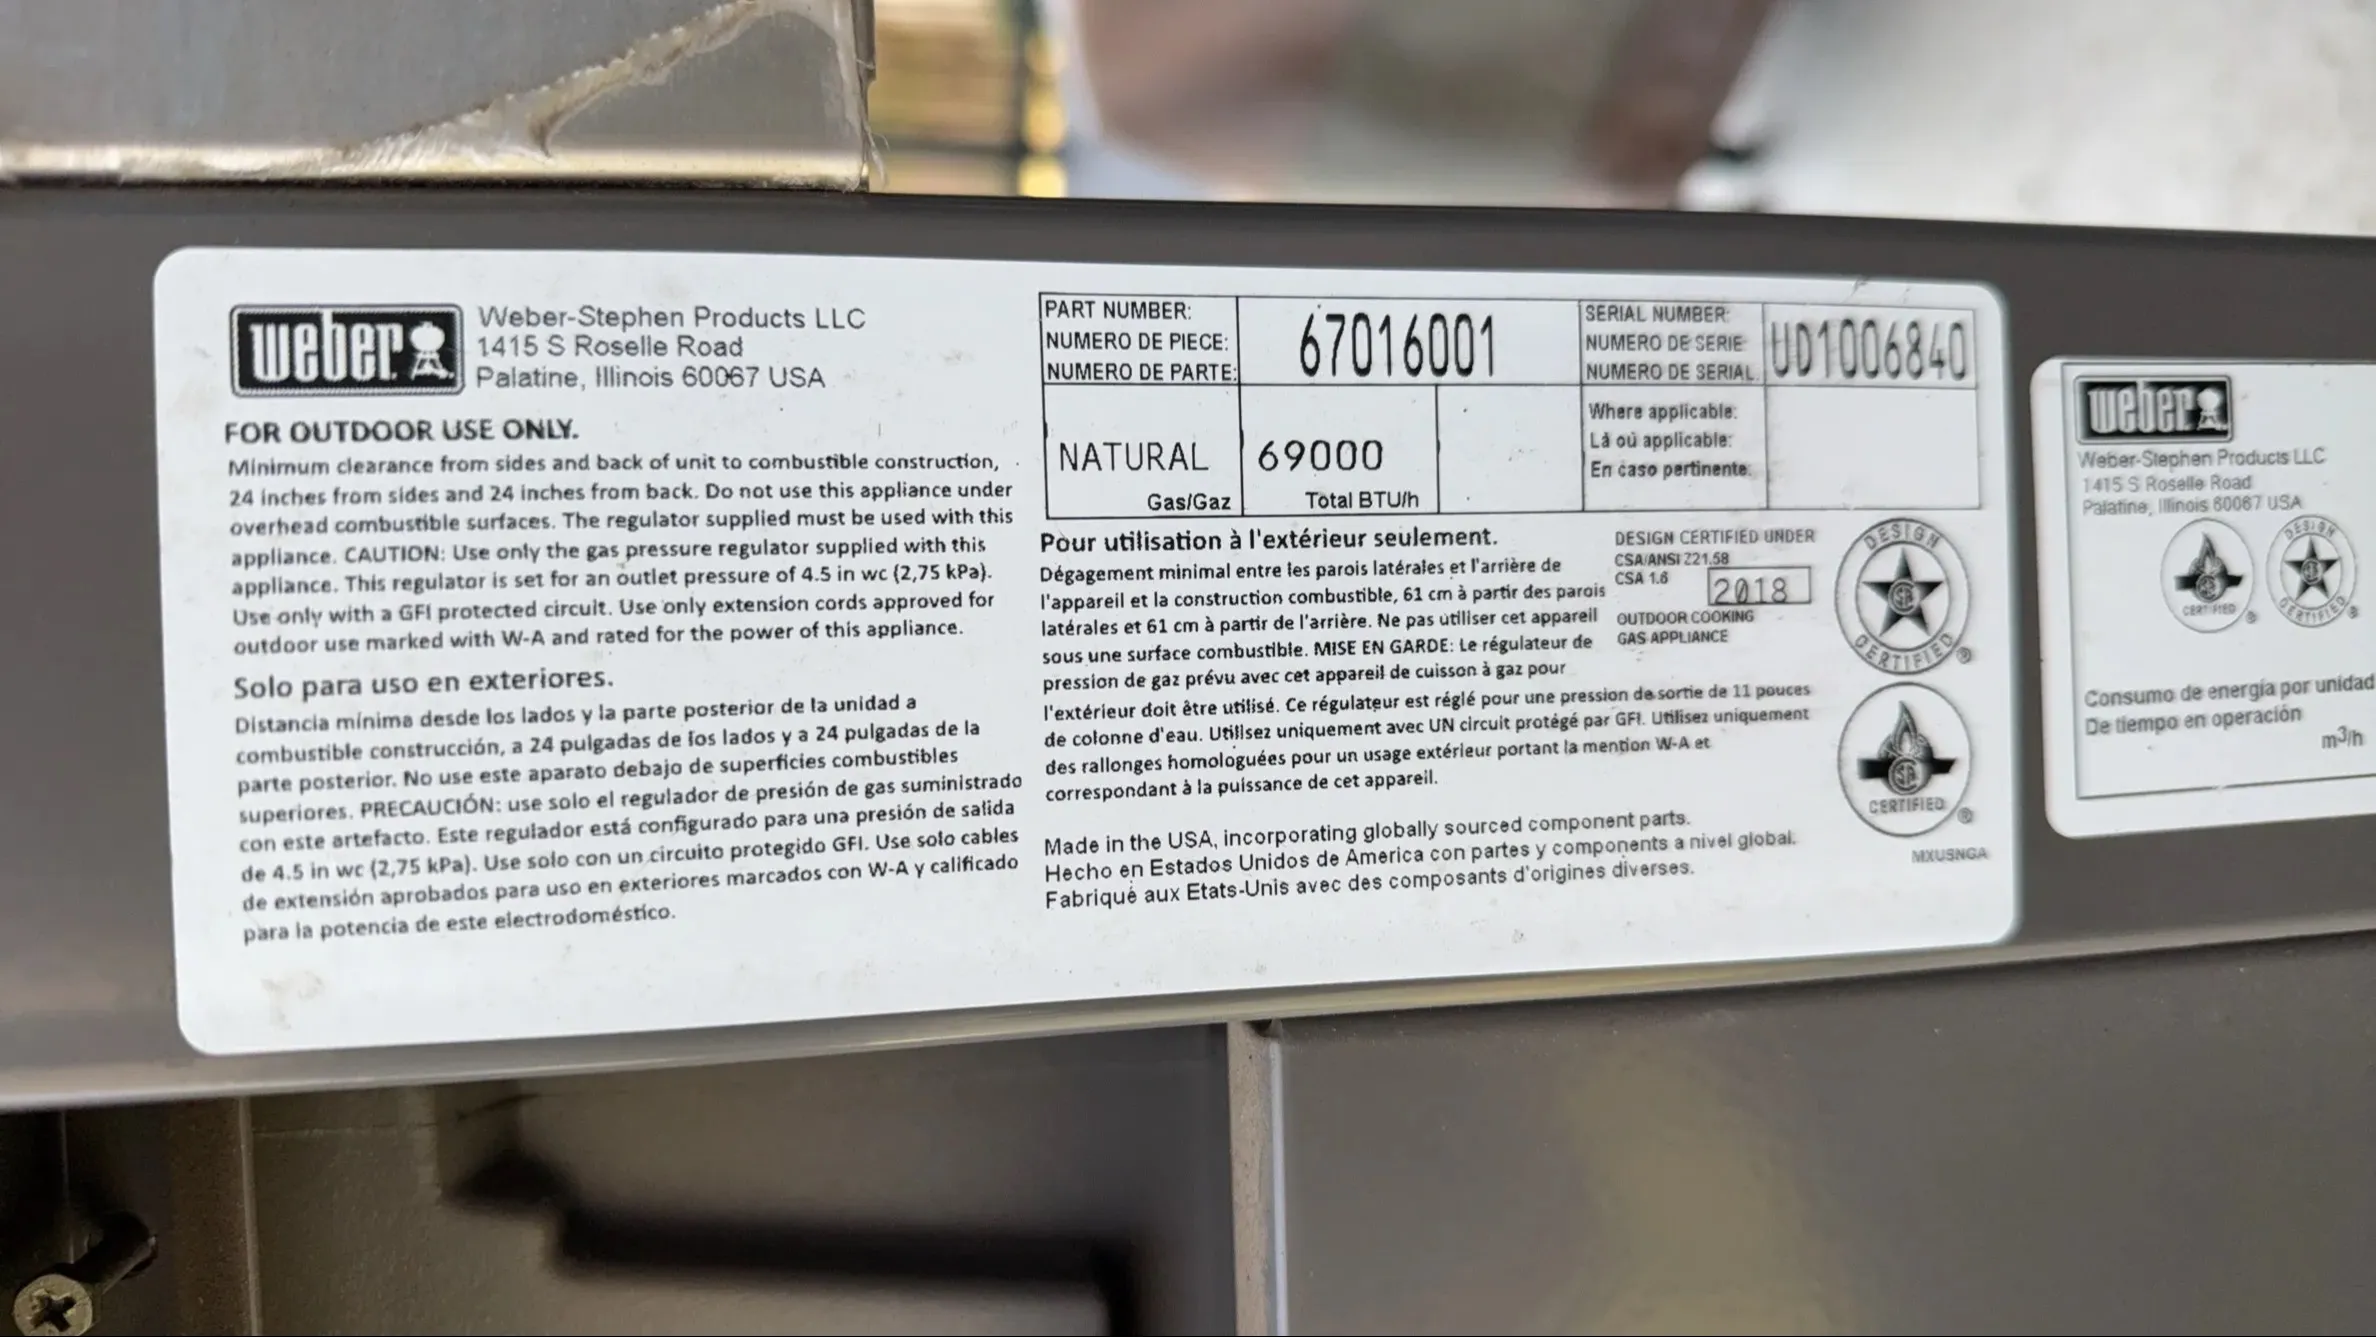 weber
Weber-Stephen Products LLC
1415 S Roselle Road
Palatine, Illinois 60067 USA
FOR OUTDOOR USE ONLY.
Minimum clearance from sides and back of unit to combustible construction,
24 inches from sides and 24 inches from back. Do not use this appliance under
overhead combustible surfaces. The regulator supplied must be used with this
appliance. CAUTION: Use only the gas pressure regulator supplied with this
appliance. This regulator is set for an outlet pressure of 4.5 in wc (2,75 kPa).
Use only with a GFI protected circuit. Use only extension cords approved for
outdoor use marked with W-A and rated for the power of this appliance.
Solo para uso en exteriores.
Distancia mínima desde los lados y la parte posterior de la unidad a
combustible construcción, a 24 pulgadas de los lados y a 24 pulgadas de la
parte posterior. No use este aparato debajo de superficies combustibles
superiores. PRECAUCIÓN: use solo el regulador de presión de gas suministrado
con este artefacto. Este regulador está configurado para una presión de salida
de 4.5 in wc (2,75 kPa). Use solo con un circuito protegido GFI. Use solo cables
de extensión aprobados para uso en exteriores marcados con W-A y calificado
para la potencia de este electrodoméstico.
PART NUMBER:
NUMERO DE PIECE:
NUMERO DE PARTE:
67016001
SERIAL NUMBER:
NUMERO DE SERIE
NUMERO DE SERIAL.
UD1006840
NATURAL
Gas/Gaz
69000
Total BTU/h
Where applicable:
Là où applicable:
En caso pertinente:
Pour utilisation à l'extérieur seulement.
Dégagement minimal entre les parois latérales et l'arrière de
l'appareil et la construction combustible, 61 cm à partir des parois
latérales et 61 cm à partir de l'arrière. Ne pas utiliser cet appareil
sous une surface combustible. MISE EN GARDE: Le régulateur de
pression de gaz prévu avec cet appareil de cuisson à gaz pour
l'extérieur doit être utilisé. Ce régulateur est réglé pour une pression de sortie de 11 pouces
de colonne d'eau. Utilisez uniquement avec UN circuit protégé par GFI. Utilisez uniquement
des rallonges homologuées pour un usage extérieur portant la mention W-A et
correspondant à la puissance de cet appareil.
DESIGN CERTIFIED UNDER
CSA/ANSI Z21.58
CSA 1.6
2018
OUTDOOR COOKING
GAS APPLIANCE
DESIGN
CERTIFIED
®
CERTIFIED
®
MXUSNGA
Made in the USA, incorporating globally sourced component parts.
Hecho en Estados Unidos de America con partes y components a nivel global.
Fabriqué aux Etats-Unis avec des composants d'origines diverses.
weber
Weber-Stephen Products LLC
1415 S Roselle Road
Palatine, Illinois 60067 USA
CERTIFIED
®
DESIGN
CERTIFIED
®
Consumo de energía por unidad
De tiempo en operación
m³/h